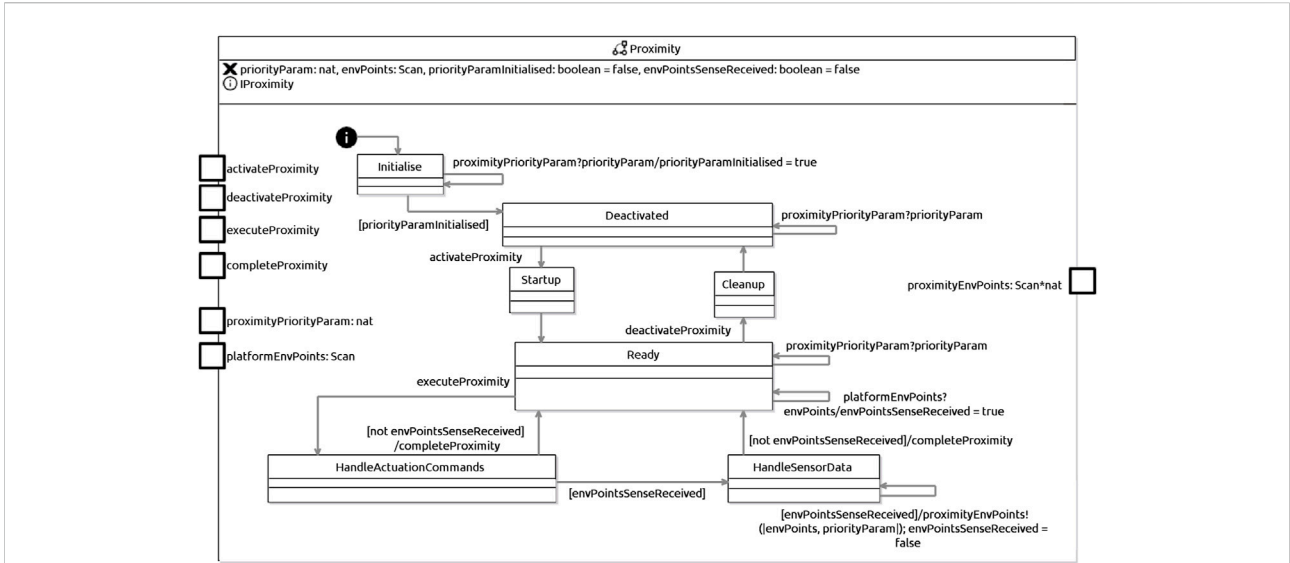 Proximity
priorityParam: nat, envPoints: Scan, priorityParamInitialised: boolean = false, envPointsSenseReceived: boolean = false
IProximity
i
Initialise
proximityPriorityParam?priorityParam/priorityParamInitialised = true
activateProximity
deactivateProximity
executeProximity
completeProximity
proximityPriorityParam: nat
platformEnvPoints: Scan
[priorityParamInitialised]
Deactivated
proximityPriorityParam?priorityParam
activateProximity
Startup
Cleanup
proximityEnvPoints: Scan*nat
deactivateProximity
Ready
proximityPriorityParam?priorityParam
executeProximity
platformEnvPoints?
envPoints/envPointsSenseReceived = true
[not envPointsSenseReceived]
/completeProximity
[not envPointsSenseReceived]/completeProximity
HandleActuationCommands
HandleSensorData
[envPointsSenseReceived]
[envPointsSenseReceived]/proximityEnvPoints!
(|envPoints, priorityParam|); envPointsSenseReceived =
false